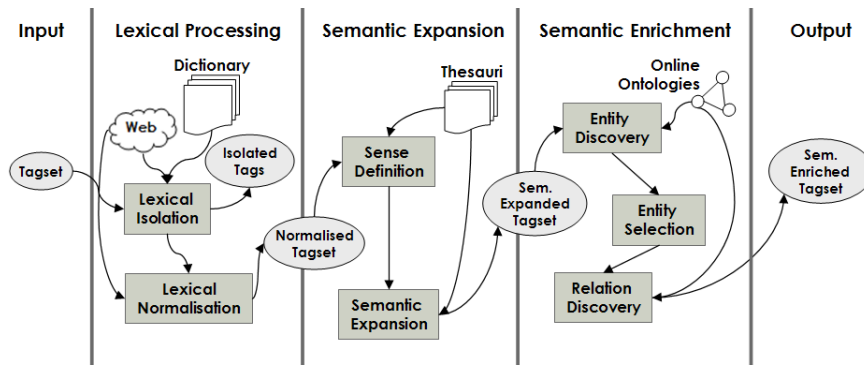 Input
Lexical Processing
Semantic Expansion
Semantic Enrichment
Output
Dictionary
Web
Tagset
Isolated
Tags
Lexical
Isolation
Lexical
Normalisation
Normalised
Tagset
Thesauri
Sense
Definition
Semantic
Expansion
Sem.
Expanded
Tagset
Online
Ontologies
Entity
Discovery
Entity
Selection
Relation
Discovery
Sem.
Enriched
Tagset